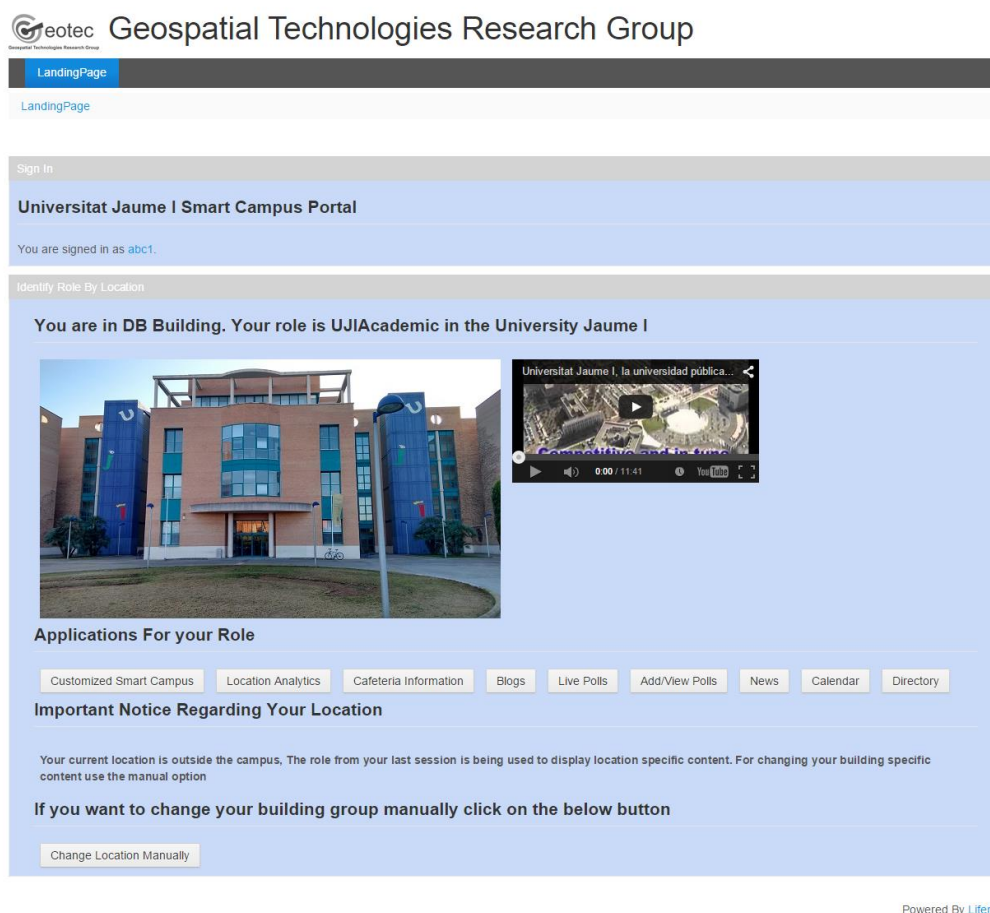 Geotec Geospatial Technologies Research Group
Geospatial Technologies Research Group
LandingPage
LandingPage
Sign In
Universitat Jaume I Smart Campus Portal
You are signed in as abc1.
Identify Role By Location
You are in DB Building. Your role is UJIAcademic in the University Jaume I
Universitat Jaume I, la universidad pública...
Competitive and in tune
0:00 / 11:41 YouTube
Applications For your Role
Customized Smart Campus Location Analytics Cafeteria Information Blogs Live Polls Add/View Polls News Calendar Directory
Important Notice Regarding Your Location
Your current location is outside the campus, The role from your last session is being used to display location specific content. For changing your building specific
content use the manual option
If you want to change your building group manually click on the below button
Change Location Manually
Powered By Lifer